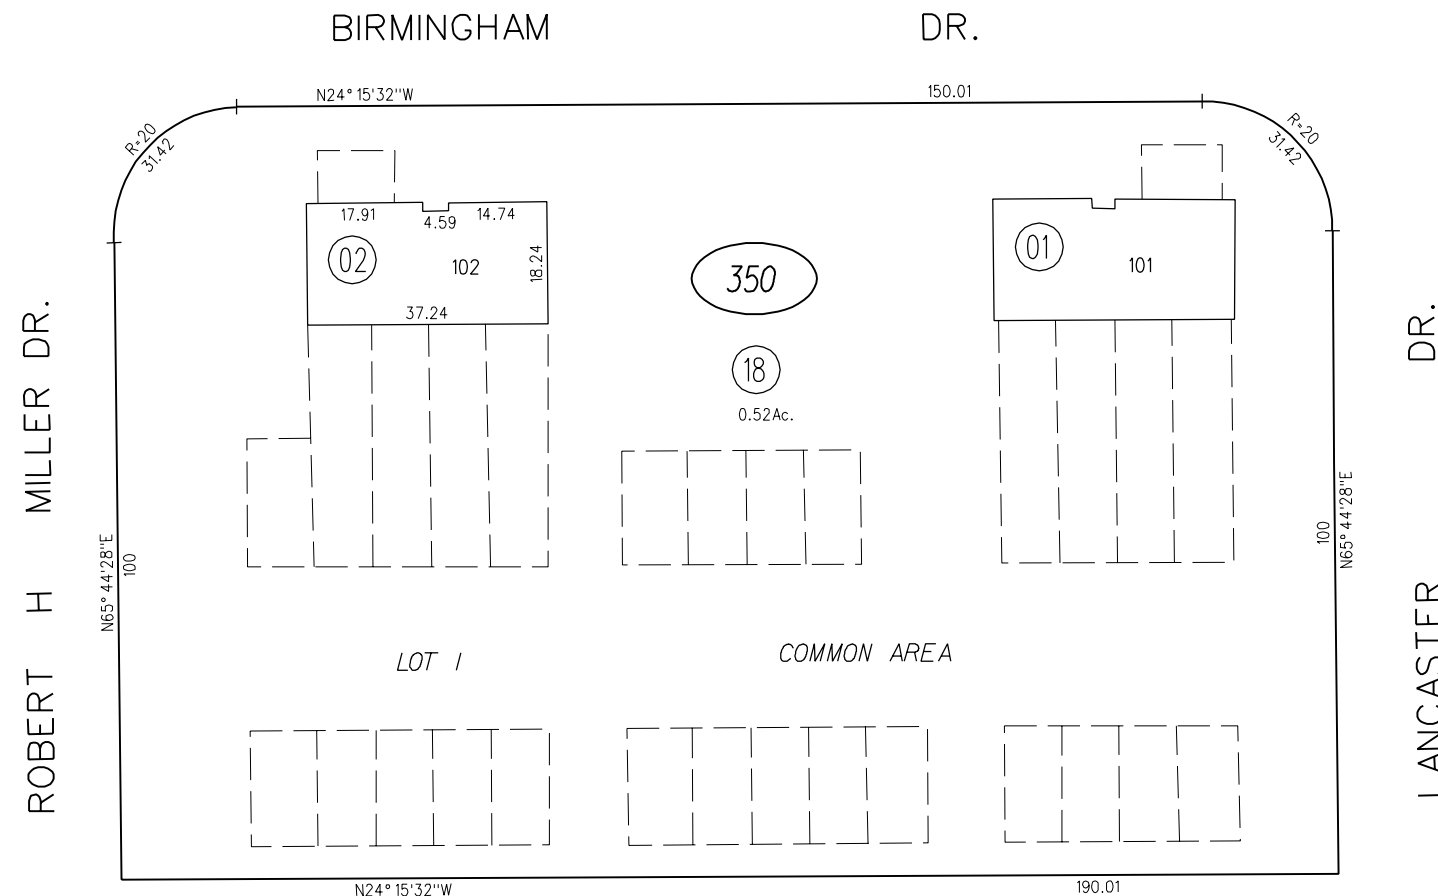 BIRMINGHAM DR.
N24°15'32"W 150.01
R=20
31.42
R=20
31.42
17.91 4.59 14.74
02 102 18.24
37.24
350
01 101
18
0.52Ac.
ROBERT H MILLER DR.
N65°44'28"E
100
100
N65°44'28"E
LANCASTER DR.
LOT 1 COMMON AREA
N24°15'32"W 190.01